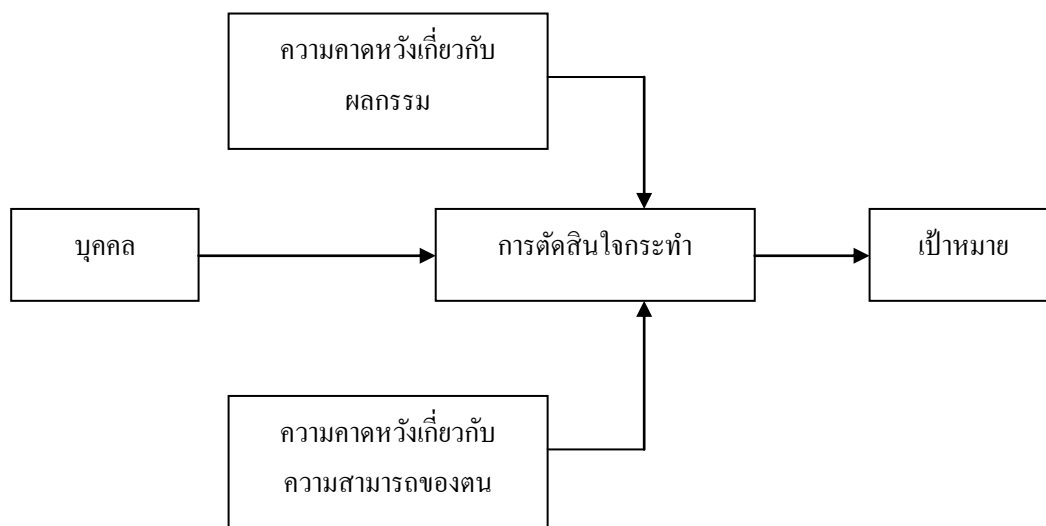 ความคาดหวังเกี่ยวกับ
ผลกรรม
บุคคล
การตัดสินใจกระทำ
เป้าหมาย
ความคาดหวังเกี่ยวกับ
ความสามารถของตน